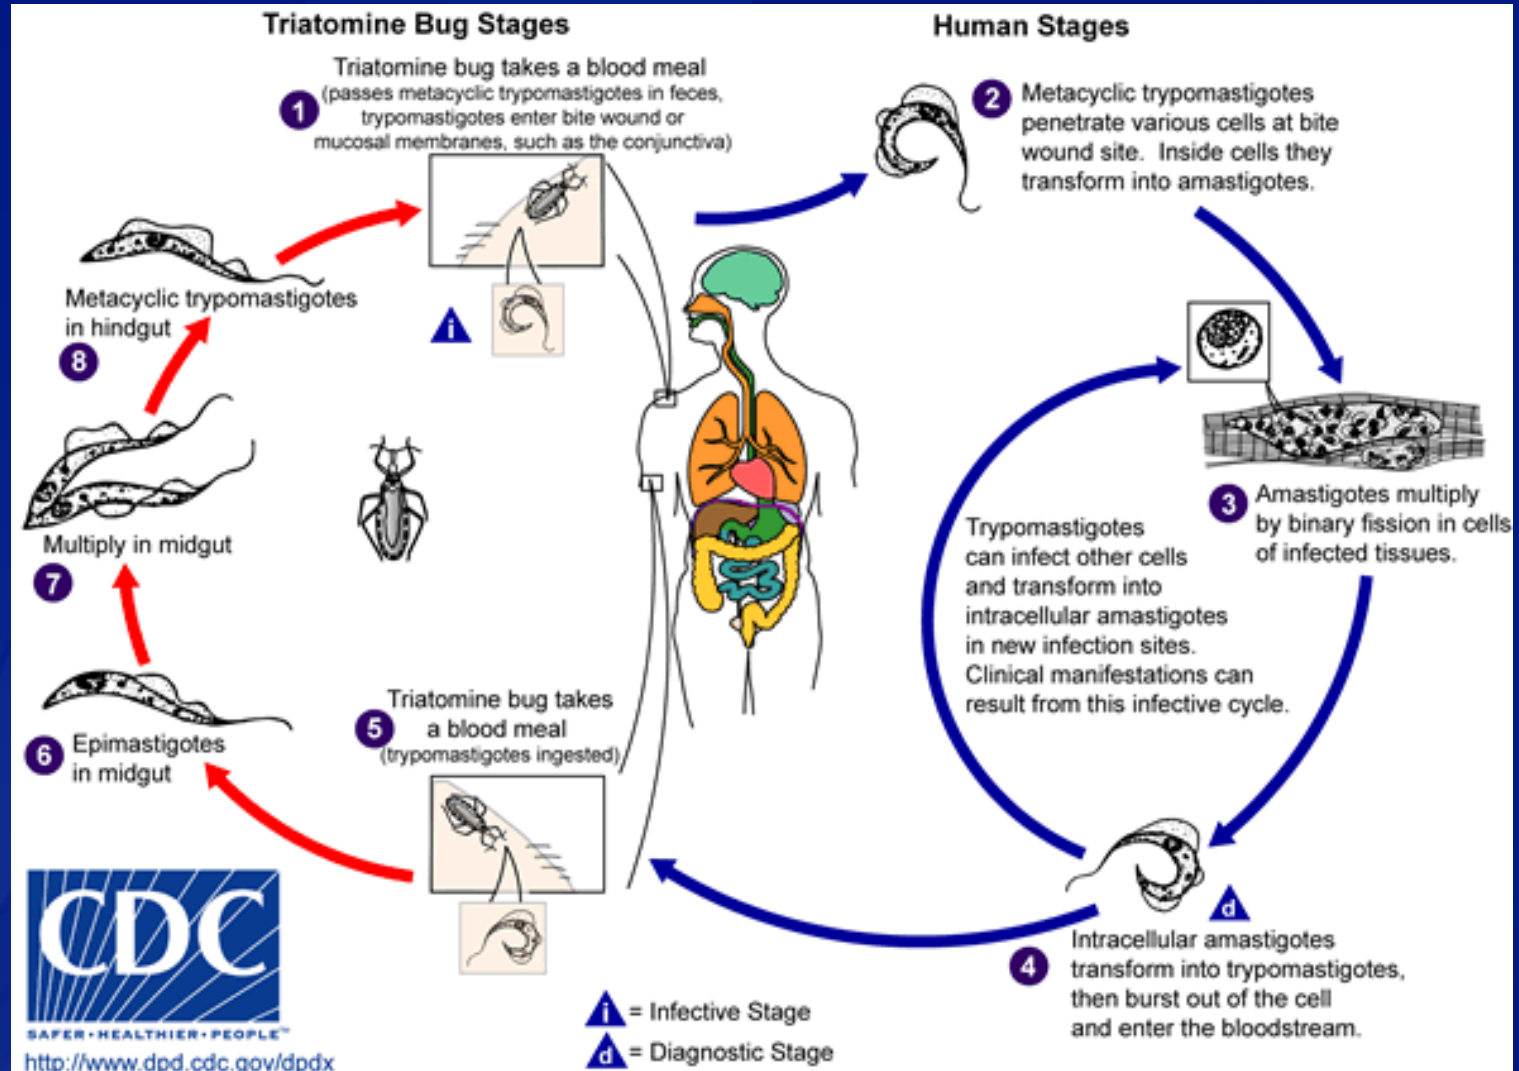 Triatomine Bug Stages
Human Stages
1
Triatomine bug takes a blood meal
(passes metacyclic trypomastigotes in feces,
trypomastigotes enter bite wound or
mucosal membranes, such as the conjunctiva)
i
2
Metacyclic trypomastigotes
penetrate various cells at bite
wound site. Inside cells they
transform into amastigotes.
3
Amastigotes multiply
by binary fission in cells
of infected tissues.
Trypomastigotes
can infect other cells
and transform into
intracellular amastigotes
in new infection sites.
Clinical manifestations can
result from this infective cycle.
d
4
Intracellular amastigotes
transform into trypomastigotes,
then burst out of the cell
and enter the bloodstream.
5
Triatomine bug takes
a blood meal
(trypomastigotes ingested)
6
Epimastigotes
in midgut
Multiply in midgut
7
Metacyclic trypomastigotes
in hindgut
8
CDC
SAFER•HEALTHIER•PEOPLE™
http://www.dpd.cdc.gov/dpdx
i = Infective Stage
d = Diagnostic Stage